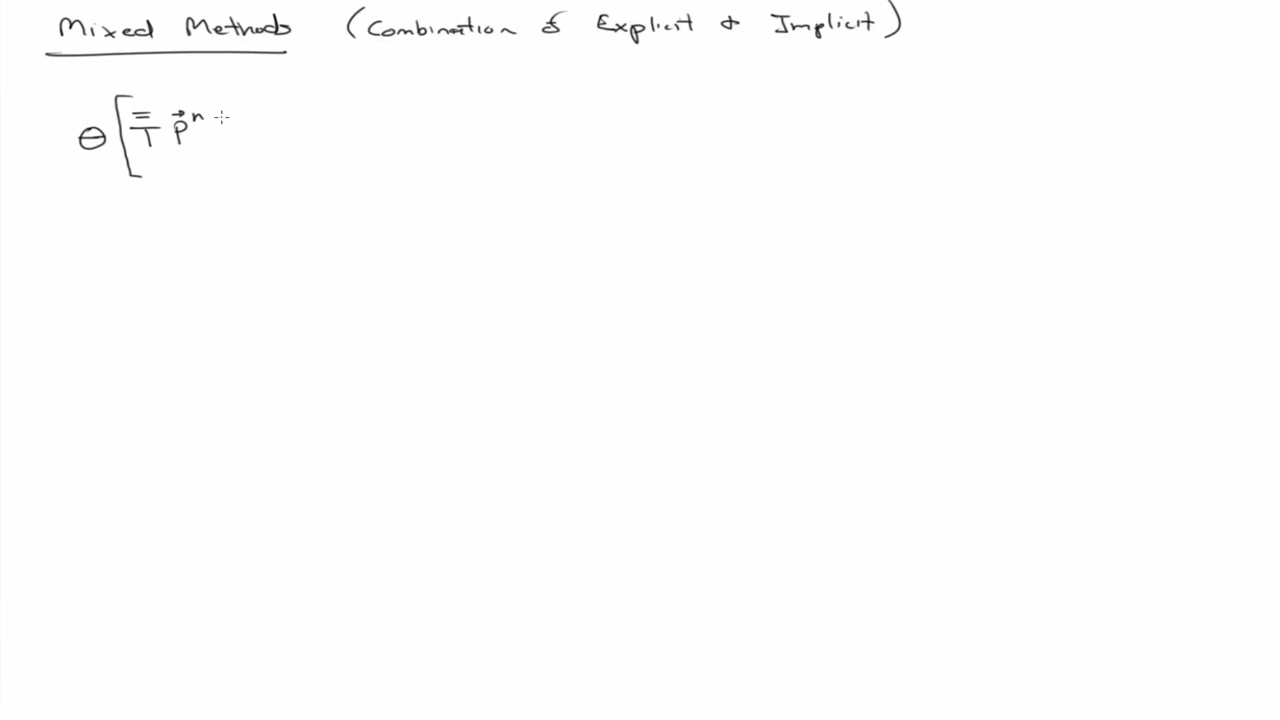 Mixed Methods (Combination of Explicit & Implicit)
θ [ T̿ P⃗ⁿ